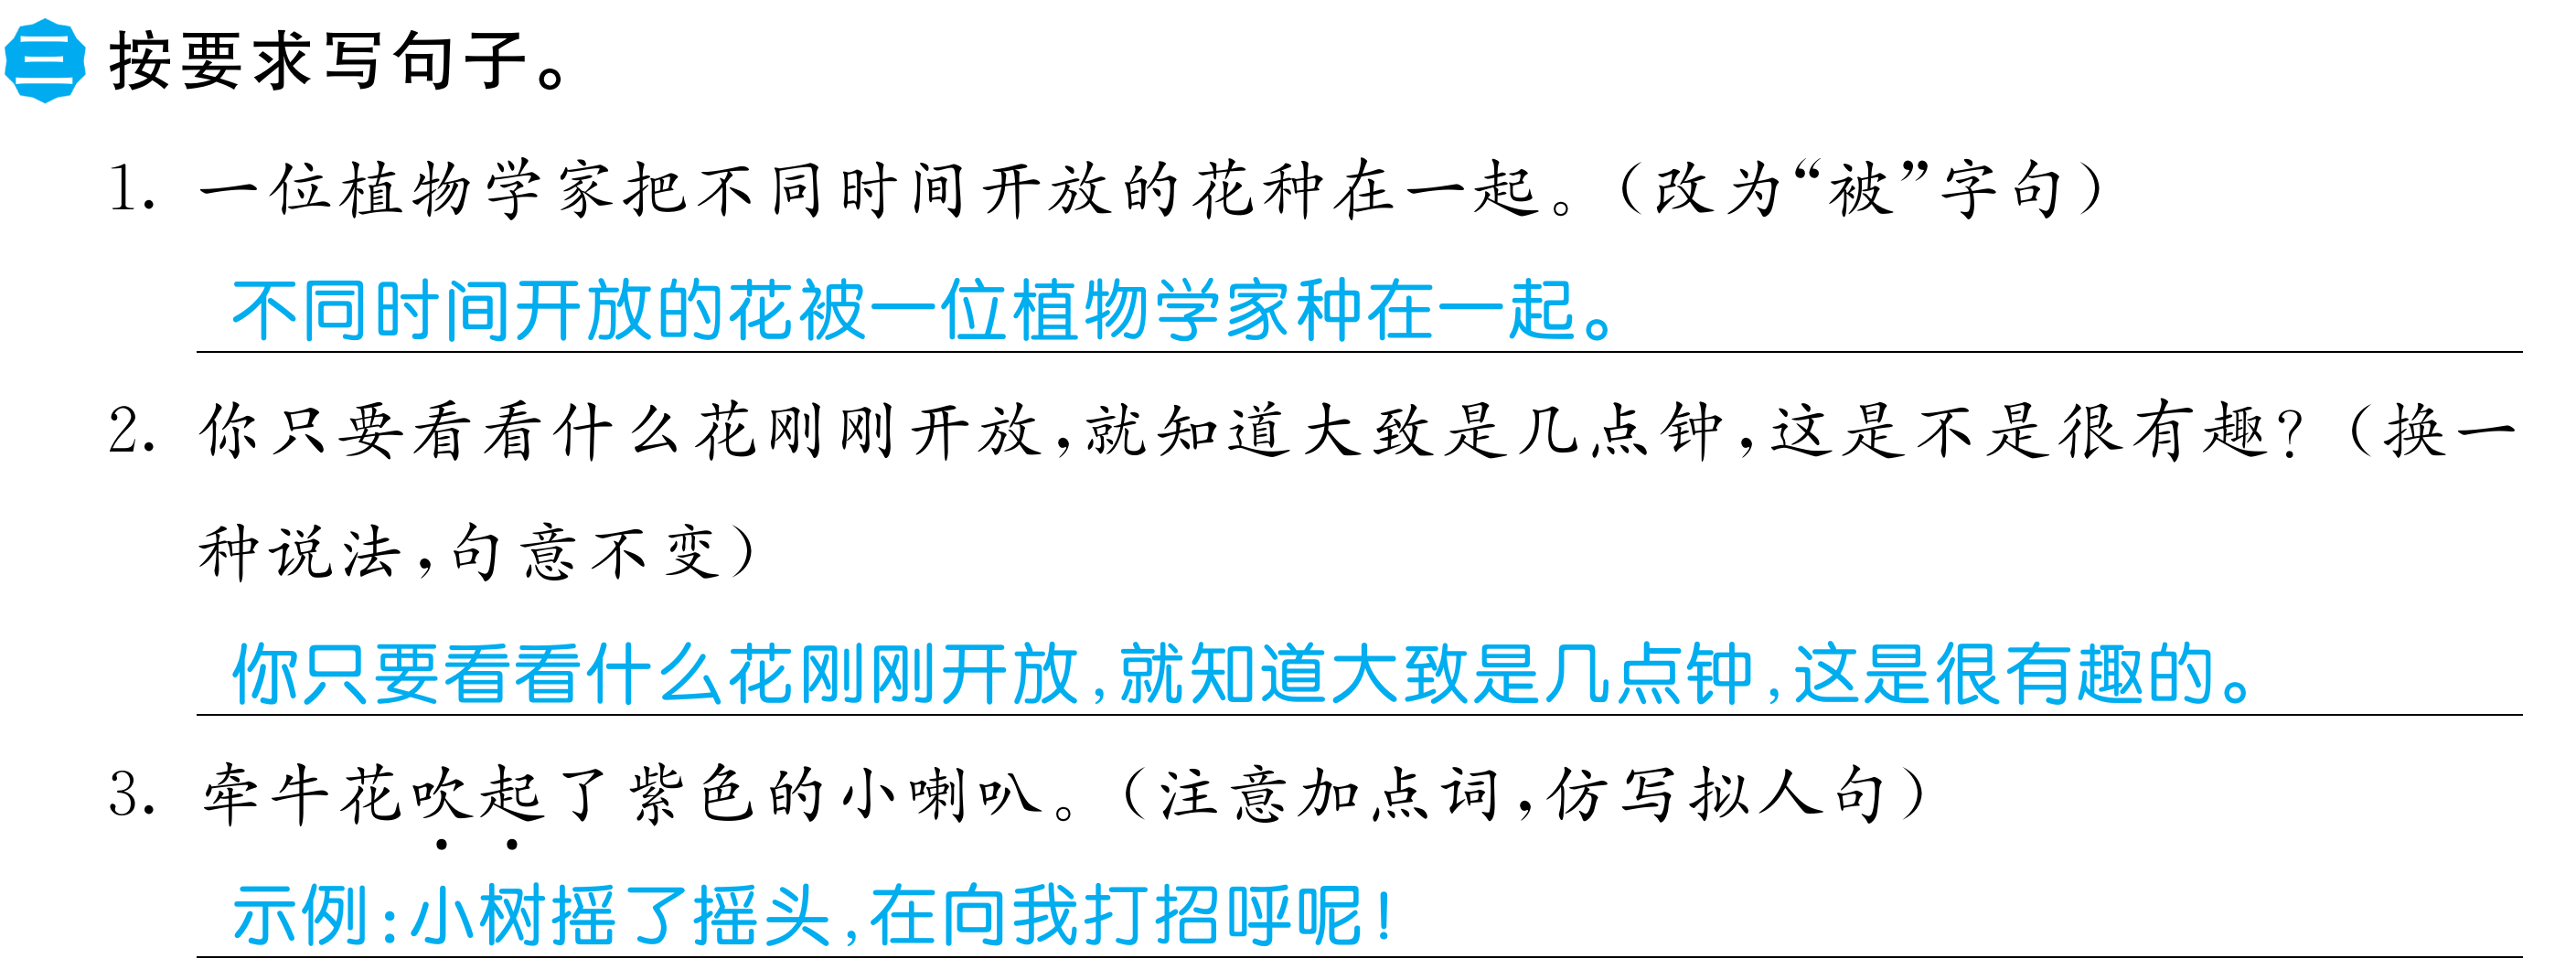 三 按要求写句子。
1. 一位植物学家把不同时间开放的花种在一起。（改为“被”字句）
不同时间开放的花被一位植物学家种在一起。
2. 你只要看看什么花刚刚开放，就知道大致是几点钟，这是不是很有趣？（换一
种说法，句意不变）
你只要看看什么花刚刚开放，就知道大致是几点钟，这是很有趣的。
3. 牵牛花吹起了紫色的小喇叭。（注意加点词，仿写拟人句）
示例：小树摇了摇头，在向我打招呼呢！